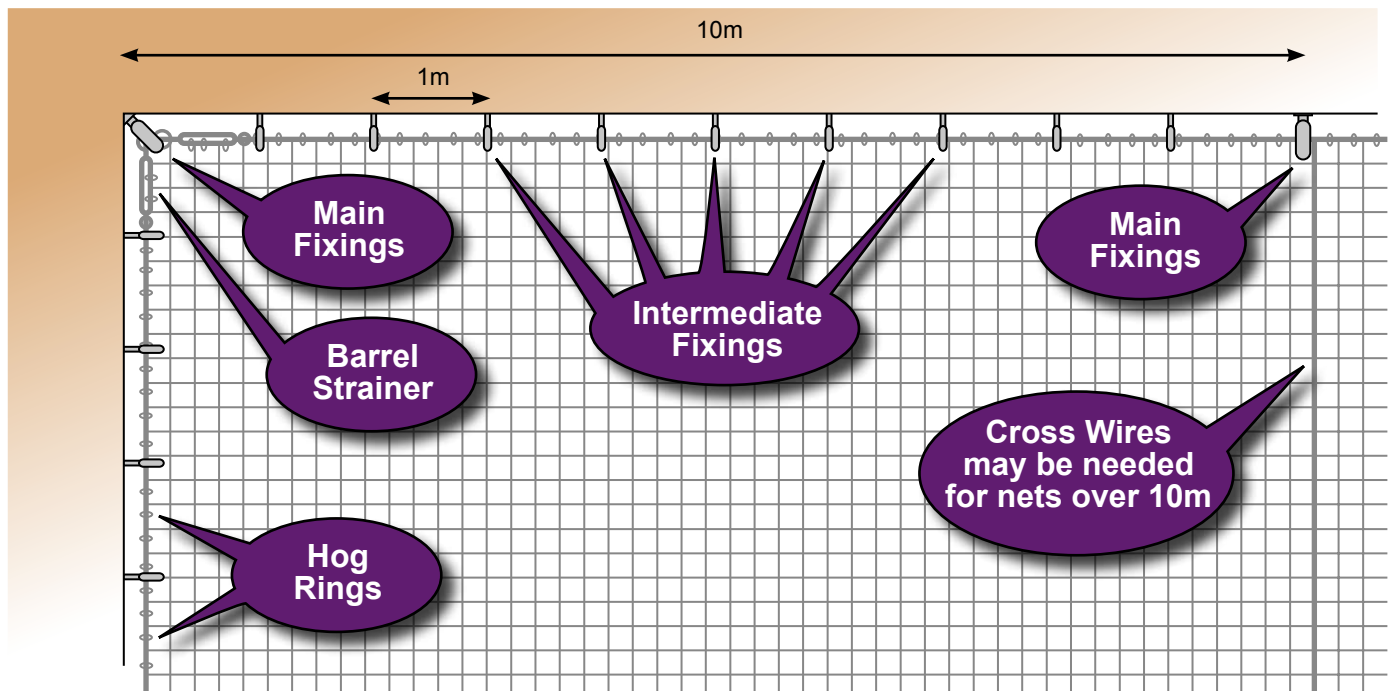 10m
1m
Main
Fixings
Main
Fixings
Intermediate
Fixings
Barrel
Strainer
Cross Wires
may be needed
for nets over 10m
Hog
Rings